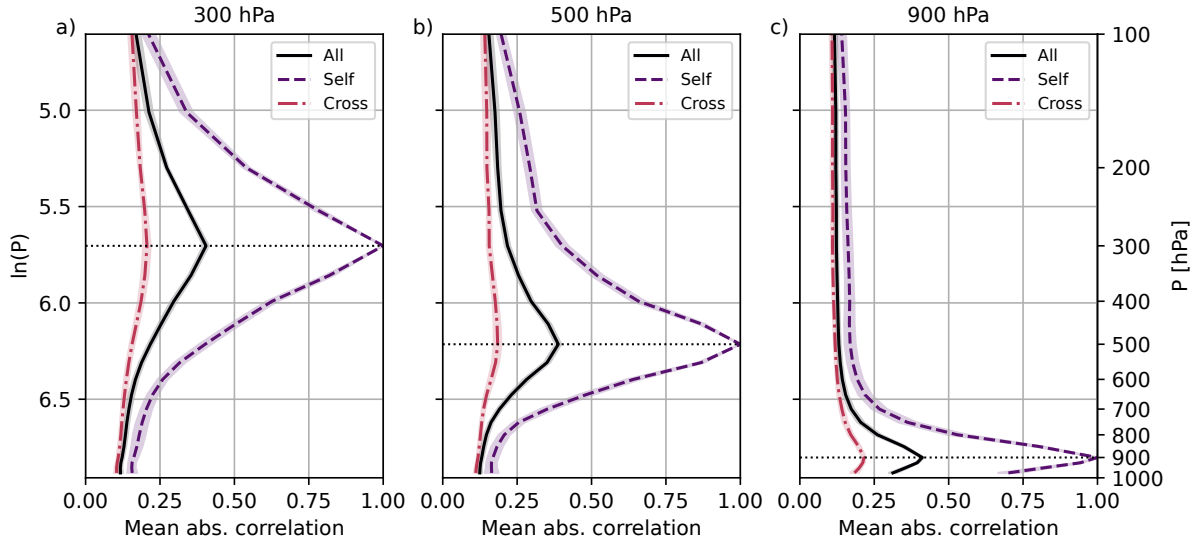 300 hPa
500 hPa
900 hPa
a)
b)
c)
All
Self
Cross
All
Self
Cross
All
Self
Cross
ln(P)
5.0
5.5
6.0
6.5
100
200
300
400
500
600
700
800
900
1000
P [hPa]
0.00 0.25 0.50 0.75 1.00
0.00 0.25 0.50 0.75 1.00
0.00 0.25 0.50 0.75 1.00
Mean abs. correlation
Mean abs. correlation
Mean abs. correlation